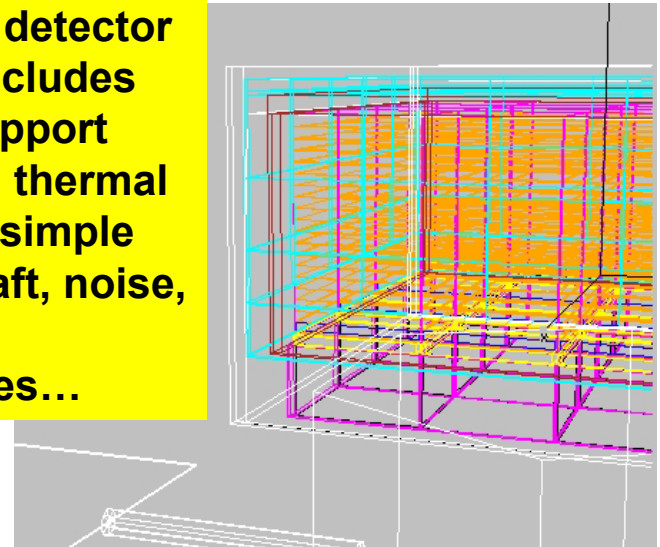 detector
cludes
pport
thermal
simple
aft, noise,
es…